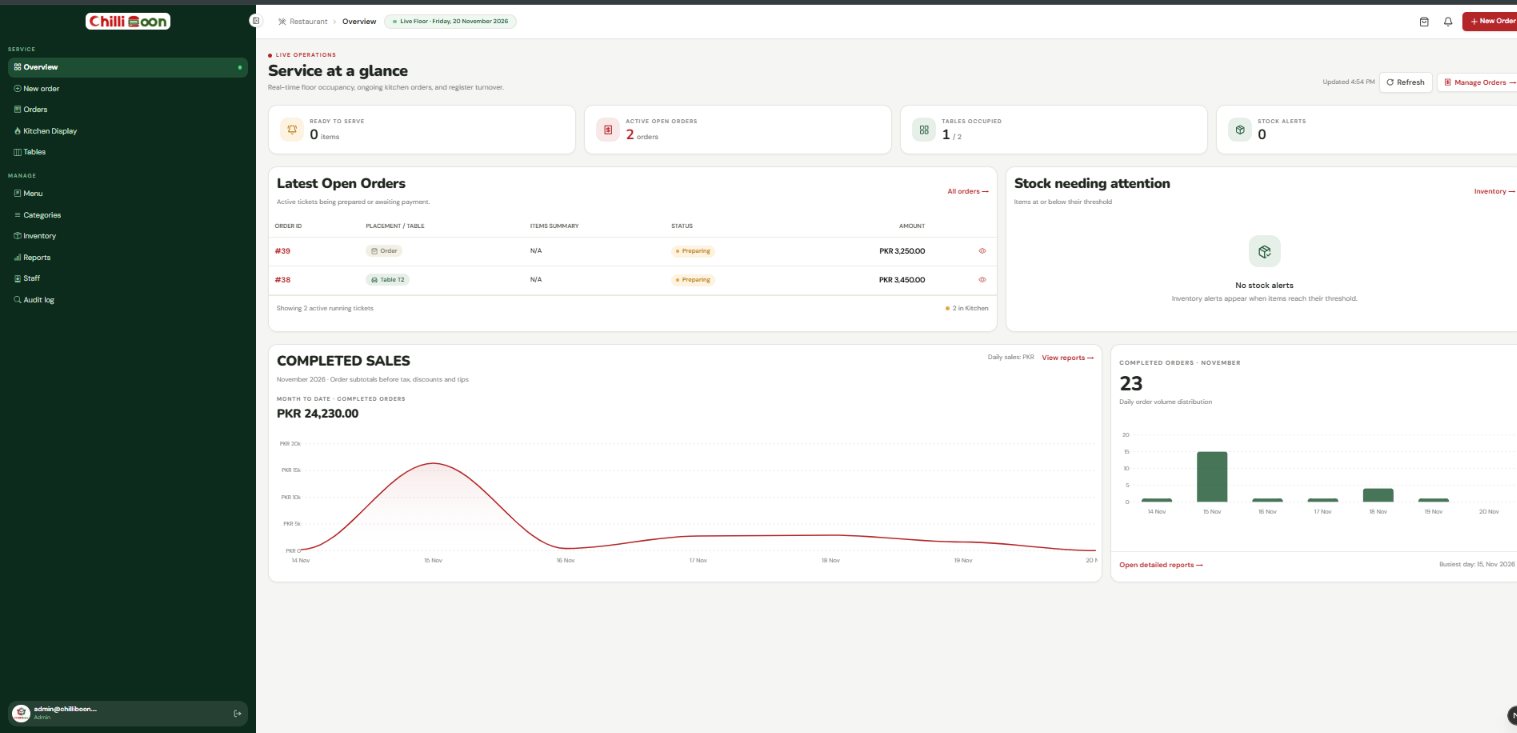 Chilli Boon
SERVICE
Overview
New order
Orders
Kitchen Display
Tables
MANAGE
Menu
Categories
Inventory
Reports
Staff
Audit log
admin@chilliboon...
Admin
Restaurant > Overview
Live Floor · Friday, 20 November 2026
+ New Order
LIVE OPERATIONS
Service at a glance
Real-time floor occupancy, ongoing kitchen orders, and register turnover.
Updated 4:54 PM
Refresh
Manage Orders →
READY TO SERVE
0 items
ACTIVE OPEN ORDERS
2 orders
TABLES OCCUPIED
1 / 2
STOCK ALERTS
0
Latest Open Orders
Active tickets being prepared or awaiting payment.
All orders →
ORDER ID PLACEMENT / TABLE ITEMS SUMMARY STATUS AMOUNT
#39 Order N/A Preparing PKR 3,250.00
#38 Table T2 N/A Preparing PKR 3,450.00
Showing 2 active running tickets
2 in Kitchen
Stock needing attention
Items at or below their threshold
Inventory →
No stock alerts
Inventory alerts appear when items reach their threshold.
COMPLETED SALES
Daily sales: PKR View reports →
November 2026 · Order subtotals before tax, discounts and tips
MONTH TO DATE · COMPLETED ORDERS
PKR 24,230.00
PKR 20k
PKR 15k
PKR 10k
PKR 5k
PKR 0
14 Nov 15 Nov 16 Nov 17 Nov 18 Nov 19 Nov 20 N
COMPLETED ORDERS · NOVEMBER
23
Daily order volume distribution
20
15
10
5
0
14 Nov 15 Nov 16 Nov 17 Nov 18 Nov 19 Nov 20 Nov
Open detailed reports →
Busiest day: 15, Nov 2026
N